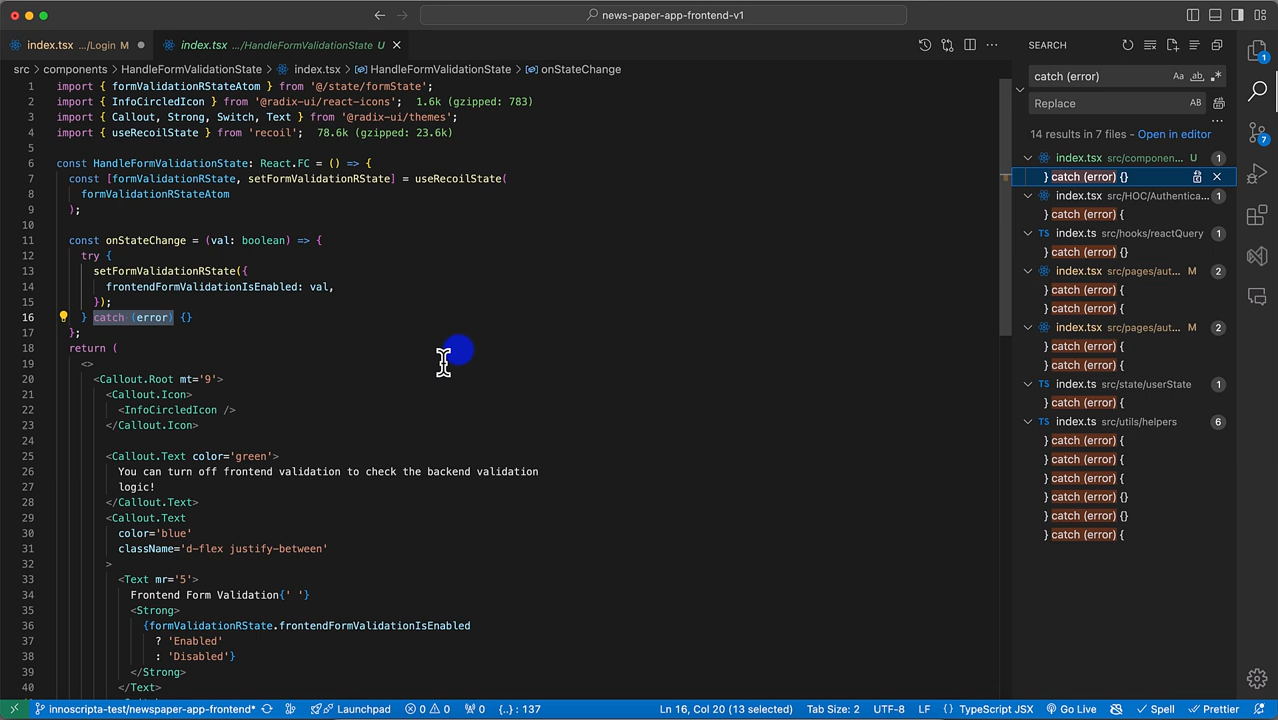 news-paper-app-frontend-v1
index.tsx .../Login M
index.tsx .../HandleFormValidationState U
src > components > HandleFormValidationState > index.tsx > HandleFormValidationState > onStateChange
1 import { formValidationRStateAtom } from '@/state/formState';
2 import { InfoCircledIcon } from '@radix-ui/react-icons'; 1.6k (gzipped: 783)
3 import { Callout, Strong, Switch, Text } from '@radix-ui/themes';
4 import { useRecoilState } from 'recoil'; 78.6k (gzipped: 23.6k)
5
6 const HandleFormValidationState: React.FC = () => {
7 const [formValidationRState, setFormValidationRState] = useRecoilState(
8 formValidationRStateAtom
9 );
10
11 const onStateChange = (val: boolean) => {
12 try {
13 setFormValidationRState({
14 frontendFormValidationIsEnabled: val,
15 });
16 } catch (error) {}
17 };
18 return (
19 <>
20 <Callout.Root mt='9'>
21 <Callout.Icon>
22 <InfoCircledIcon />
23 </Callout.Icon>
24
25 <Callout.Text color='green'>
26 You can turn off frontend validation to check the backend validation
27 logic!
28 </Callout.Text>
29 <Callout.Text
30 color='blue'
31 className='d-flex justify-between'
32 >
33 <Text mr='5'>
34 Frontend Form Validation{' '}
35 <Strong>
36 {formValidationRState.frontendFormValidationIsEnabled
37 ? 'Enabled'
38 : 'Disabled'}
39 </Strong>
40 </Text>
SEARCH
catch (error) Aa ab
Replace AB
14 results in 7 files - Open in editor
index.tsx src/componen... U 1
} catch (error) {}
index.tsx src/HOC/Authentica... 1
} catch (error) {
TS index.ts src/hooks/reactQuery 1
} catch (error) {}
index.tsx src/pages/aut... M 2
} catch (error) {
} catch (error) {
index.tsx src/pages/aut... M 2
} catch (error) {
} catch (error) {
TS index.ts src/state/userState 1
} catch (error) {
TS index.ts src/utils/helpers 6
} catch (error) {
} catch (error) {
} catch (error) {
} catch (error) {}
} catch (error) {}
} catch (error) {
1
7
innoscripta-test/newspaper-app-frontend* Launchpad 0 0 0 {..} : 137 Ln 16, Col 20 (13 selected) Tab Size: 2 UTF-8 LF {} TypeScript JSX Go Live Spell Prettier